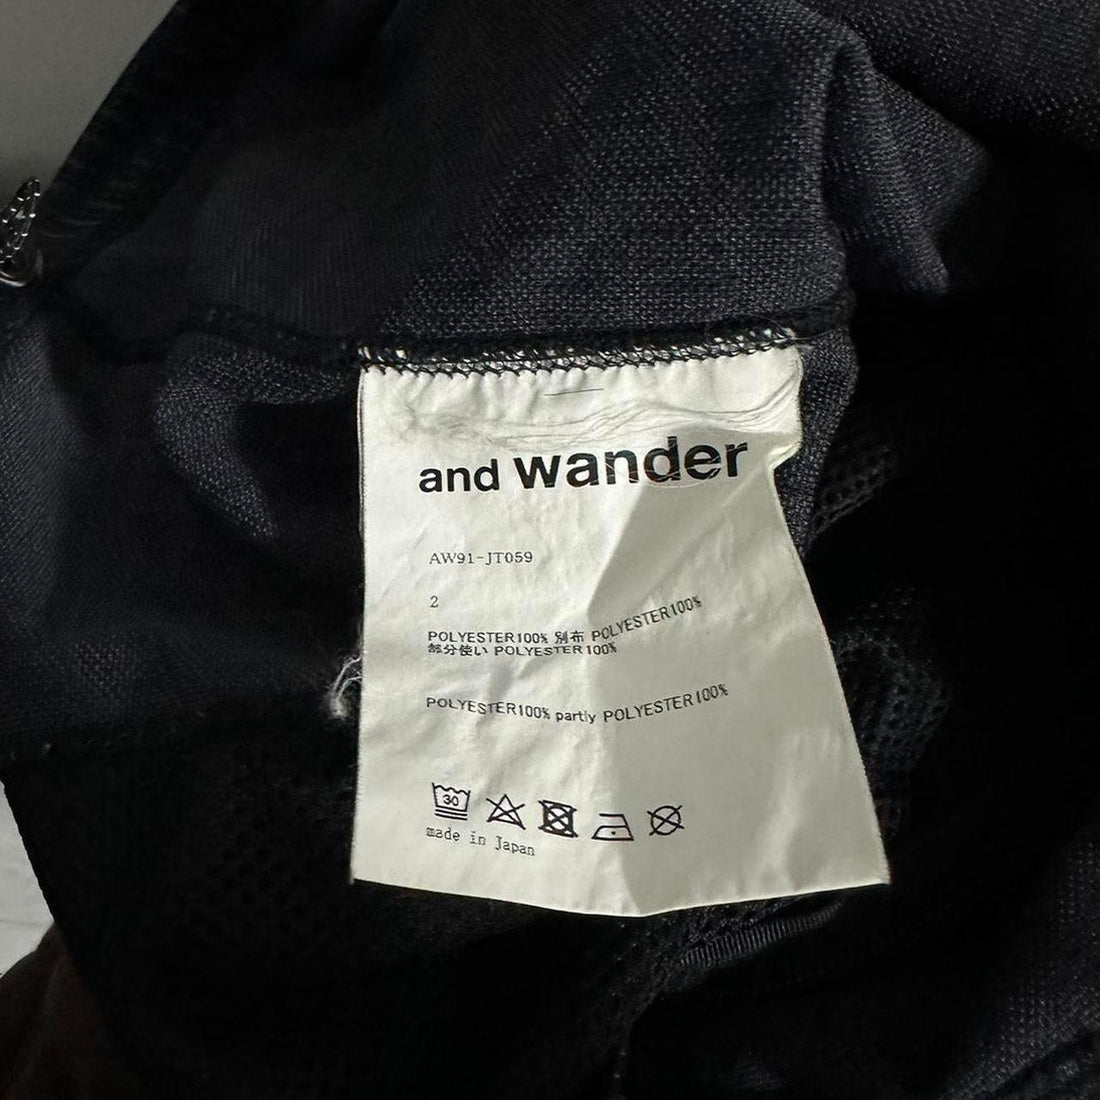 and wander
AW91-JT059
2
POLYESTER100% 別布 POLYESTER100%
部分使い POLYESTER100%
POLYESTER100% partly POLYESTER100%
30
made in Japan